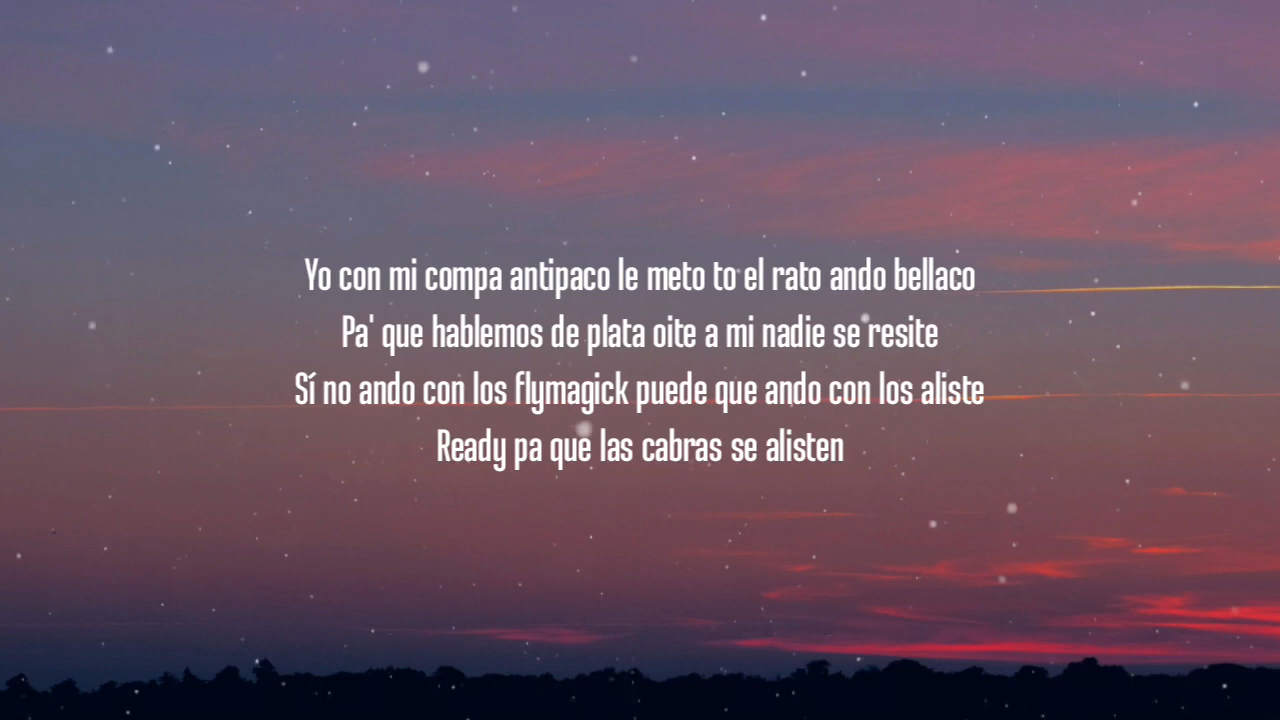 Yo con mi compa antipaco le meto to el rato ando bellaco
Pa' que hablemos de plata oite a mi nadie se resite
Sí no ando con los flymagick puede que ando con los aliste
Ready pa que las cabras se alisten